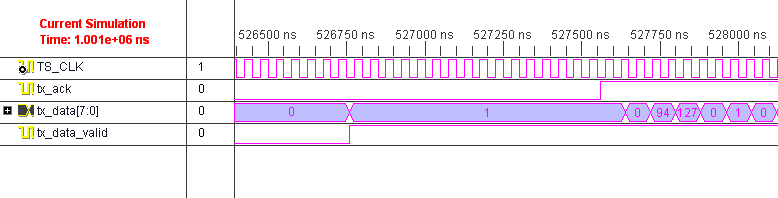 Current Simulation
Time: 1.001e+06 ns
526500 ns 526750 ns 527000 ns 527250 ns 527500 ns 527750 ns 528000 ns
TS_CLK 1
tx_ack 0
tx_data[7:0] 0 0 1 0 94 127 0 1 0
tx_data_valid 0